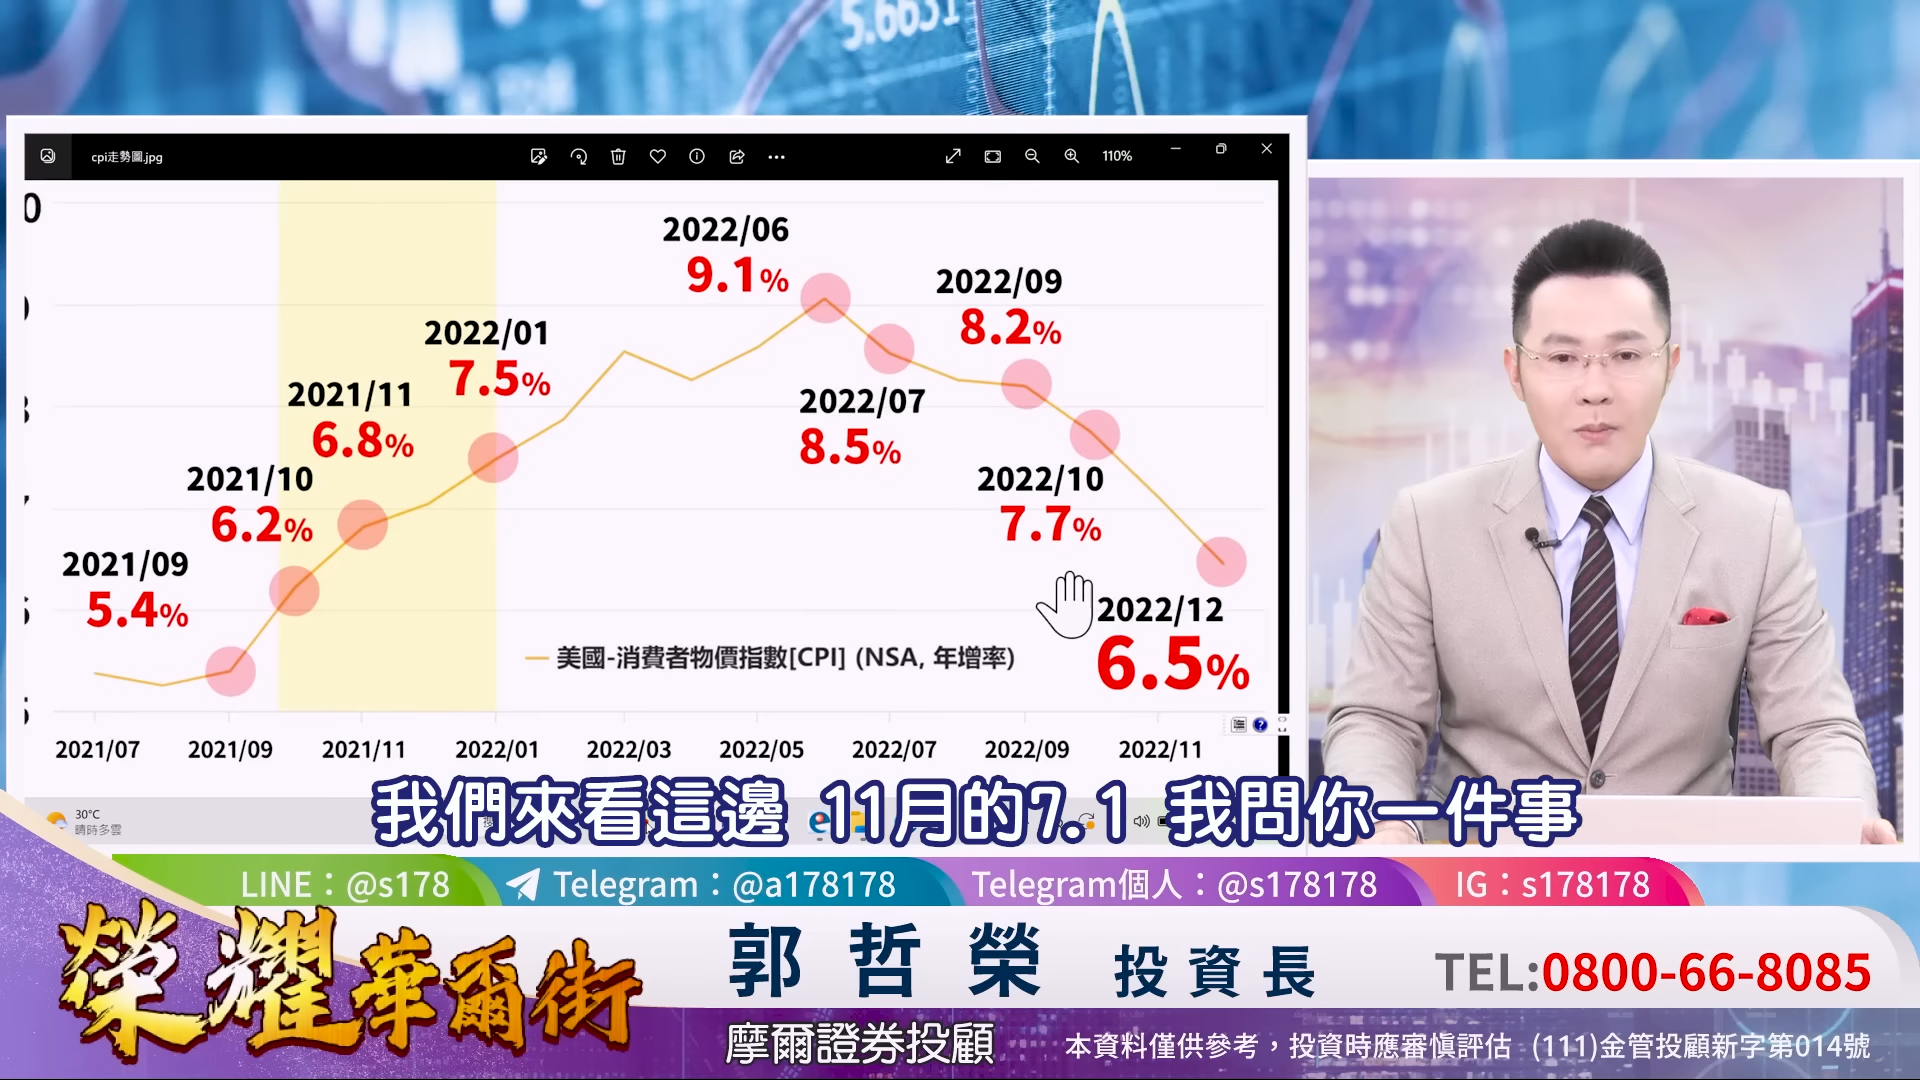 5.6631
cpi走勢圖.jpg
110%
2022/06
9.1%
2022/09
8.2%
2022/01
7.5%
2021/11
6.8%
2022/07
8.5%
2021/10
6.2%
2022/10
7.7%
2021/09
5.4%
2022/12
6.5%
美國-消費者物價指數[CPI] (NSA, 年增率)
2021/07 2021/09 2021/11 2022/01 2022/03 2022/05 2022/07 2022/09 2022/11
我們來看這邊 11月的7.1 我問你一件事
30°C
晴時多雲
LINE：@s178 Telegram：@a178178 Telegram個人：@s178178 IG：s178178
榮耀華爾街
郭哲榮 投資長
TEL:0800-66-8085
摩爾證券投顧
本資料僅供參考，投資時應審慎評估 (111)金管投顧新字第014號